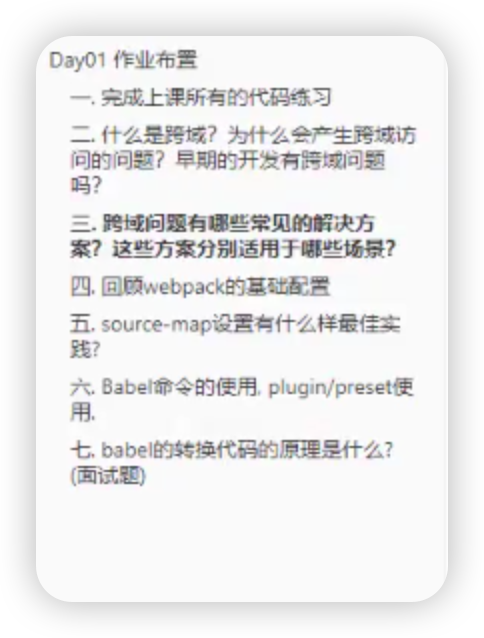 Day01 作业布置
一. 完成上课所有的代码练习
二. 什么是跨域？为什么会产生跨域访
问的问题？早期的开发有跨域问题
吗？
三. 跨域问题有哪些常见的解决方
案？这些方案分别适用于哪些场景？
四. 回顾webpack的基础配置
五. source-map设置有什么样最佳实
践?
六. Babel命令的使用, plugin/preset使
用.
七. babel的转换代码的原理是什么?
(面试题)